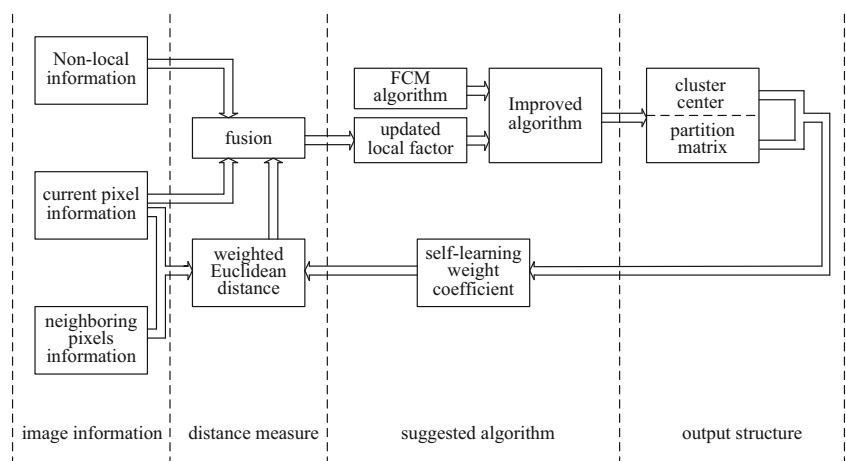 Non-local
information
current pixel
information
neighboring
pixels
information
fusion
weighted
Euclidean
distance
FCM
algorithm
updated
local factor
Improved
algorithm
self-learning
weight
coefficient
cluster
center
partition
matrix
image information
distance measure
suggested algorithm
output structure